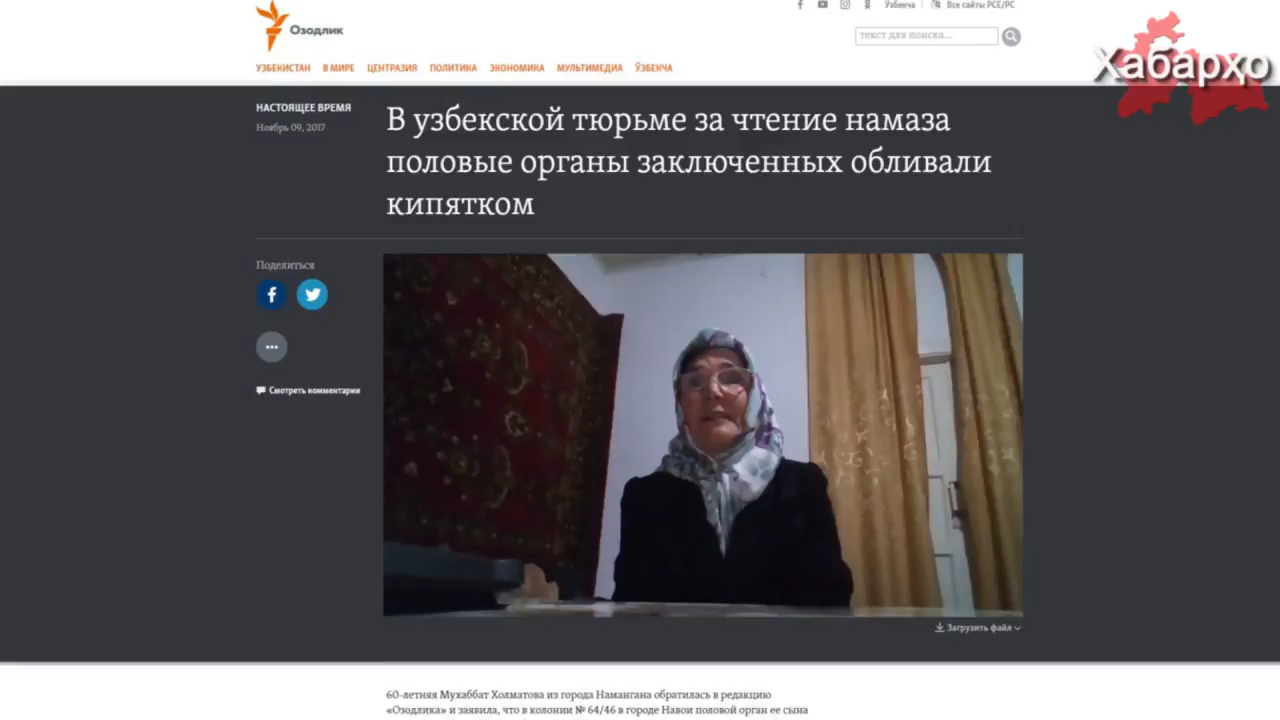 Озодлик
Ўзбекча
Все сайты РСЕ/РС
текст для поиска...
Хабарҳо
УЗБЕКИСТАН В МИРЕ ЦЕНТРАЗИЯ ПОЛИТИКА ЭКОНОМИКА МУЛЬТИМЕДИА ЎЗБЕКЧА
НАСТОЯЩЕЕ ВРЕМЯ
Ноябрь 09, 2017
В узбекской тюрьме за чтение намаза
половые органы заключенных обливали
кипятком
Поделиться
Смотреть комментарии
Загрузить файл
60-летняя Мухаббат Холматова из города Намангана обратилась в редакцию
«Озодлика» и заявила, что в колонии № 64/46 в городе Навои половой орган ее сына